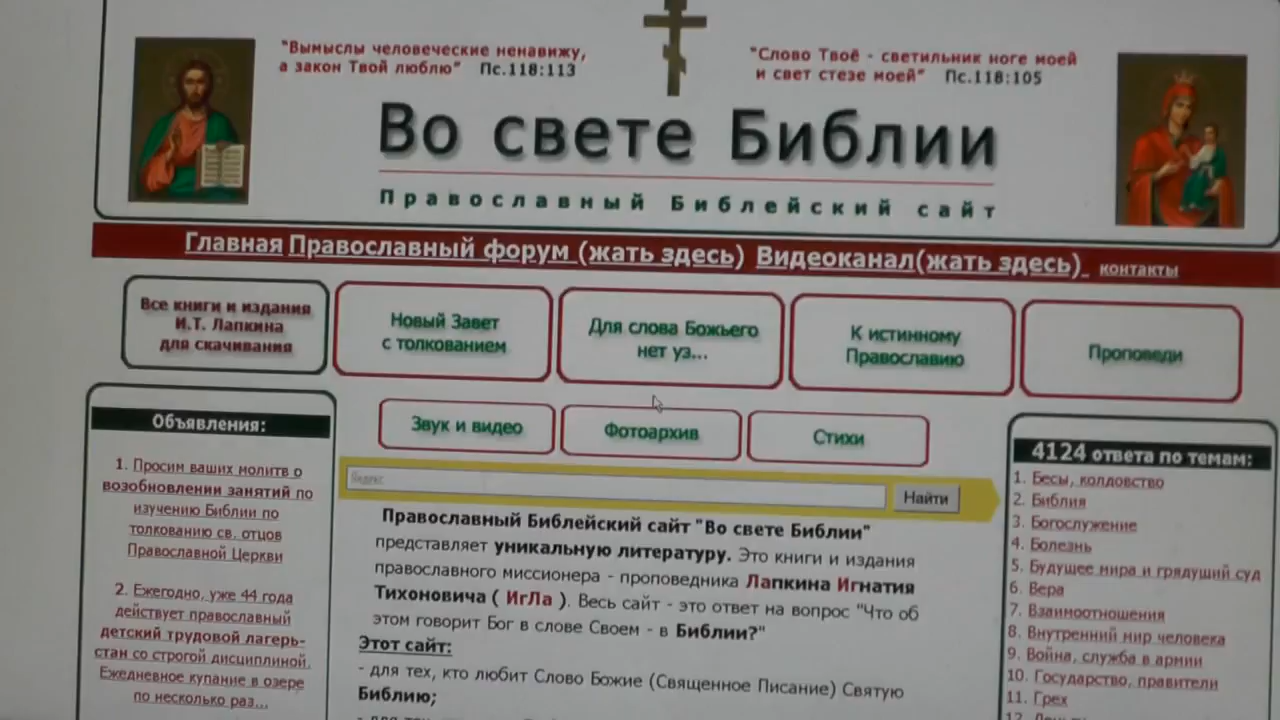 "Вымыслы человеческие ненавижу,
а закон Твой люблю" Пс.118:113
"Слово Твоё - светильник ноге моей
и свет стезе моей" Пс.118:105
Во свете Библии
Православный Библейский сайт
Главная Православный форум (жать здесь) Видеоканал(жать здесь) контакты
Все книги и издания
И.Т. Лапкина
для скачивания
Новый Завет
с толкованием
Для слова Божьего
нет уз...
К истинному
Православию
Проповеди
Звук и видео
Фотоархив
Стихи
Объявления:
1. Просим ваших молитв о
возобновлении занятий по
изучению Библии по
толкованию св. отцов
Православной Церкви
2. Ежегодно, уже 44 года
действует православный
детский трудовой лагерь-
стан со строгой дисциплиной.
Ежедневное купание в озере
по несколько раз...
Яндекс
Найти
Православный Библейский сайт "Во свете Библии"
представляет уникальную литературу. Это книги и издания
православного миссионера - проповедника Лапкина Игнатия
Тихоновича ( ИгЛа ). Весь сайт - это ответ на вопрос "Что об
этом говорит Бог в слове Своем - в Библии?"
Этот сайт:
- для тех, кто любит Слово Божие (Священное Писание) Святую
Библию;
4124 ответа по темам:
1. Бесы, колдовство
2. Библия
3. Богослужение
4. Болезнь
5. Будущее мира и грядущий суд
6. Вера
7. Взаимоотношения
8. Внутренний мир человека
9. Война, служба в армии
10. Государство, правители
11. Грех
12.